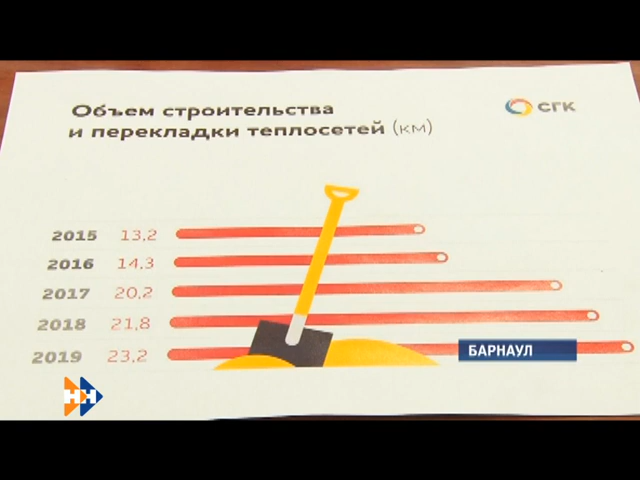 Объем строительства
и перекладки теплосетей (км)
СГК
2015 13,2
2016 14,3
2017 20,2
2018 21,8
2019 23,2
БАРНАУЛ
НН